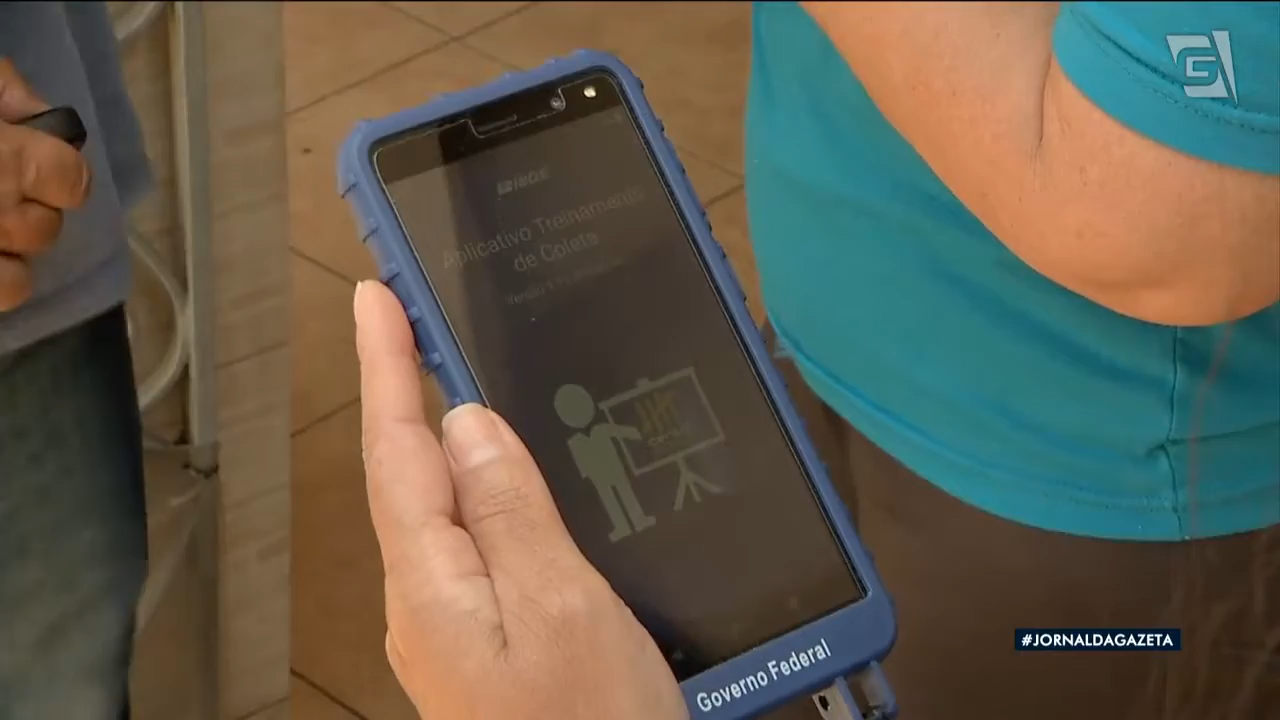 IBGE
Aplicativo Treinamento
de Coleta
Governo Federal
#JORNALDAGAZETA